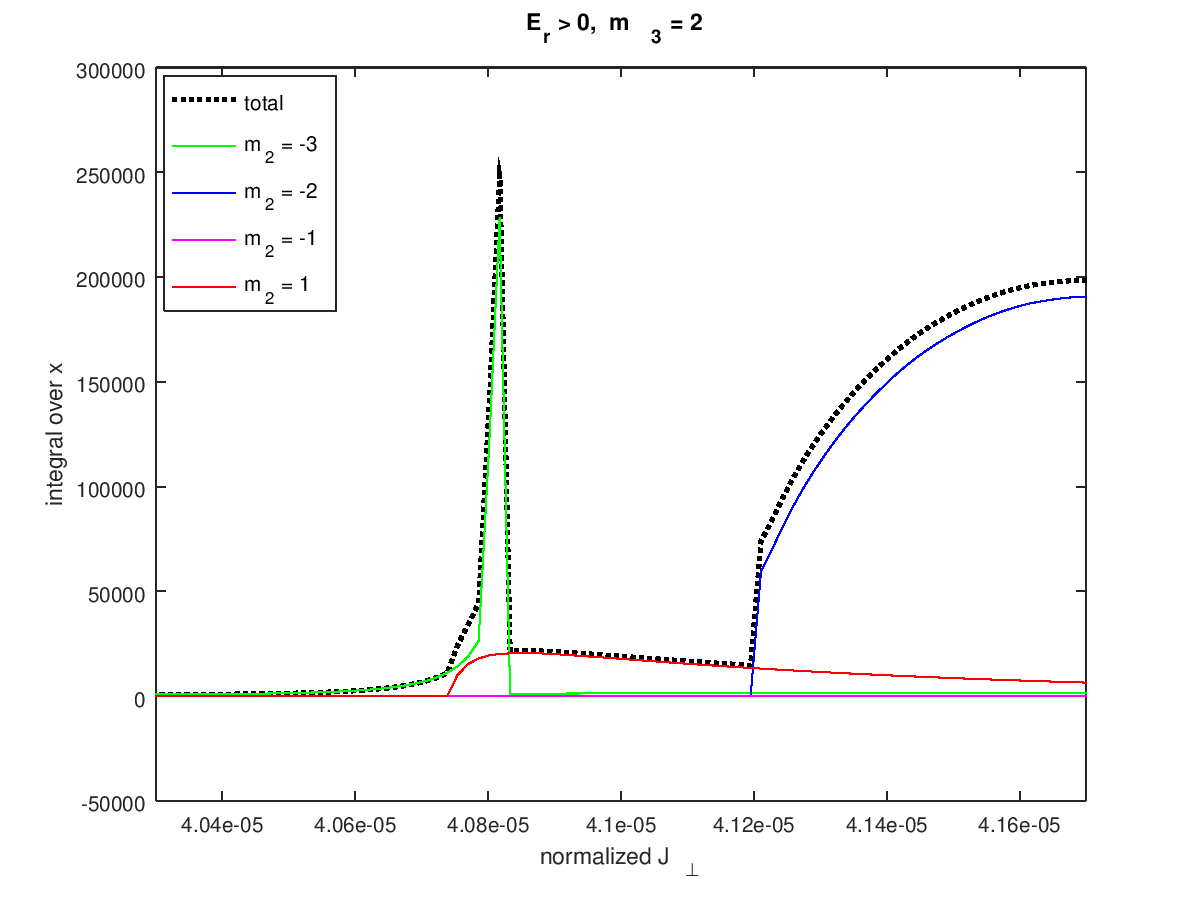 E_r > 0, m_3 = 2
300000
250000
200000
150000
100000
50000
0
-50000
total
m_2 = -3
m_2 = -2
m_2 = -1
m_2 = 1
integral over x
4.04e-05 4.06e-05 4.08e-05 4.1e-05 4.12e-05 4.14e-05 4.16e-05
normalized J_⊥